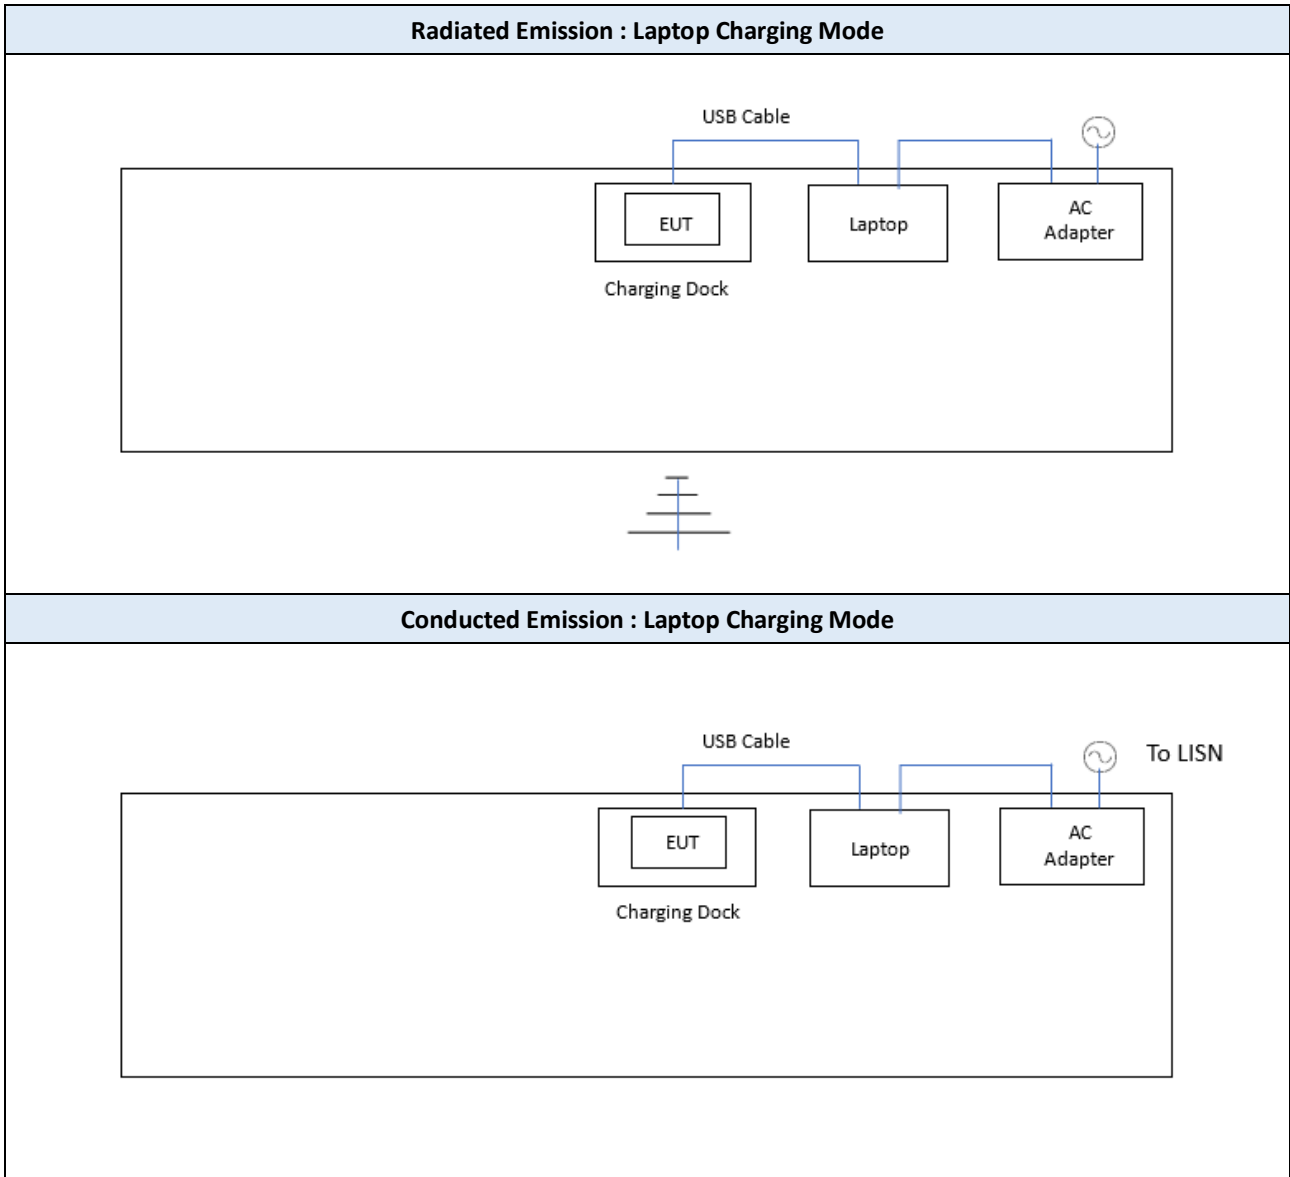 Radiated Emission : Laptop Charging Mode
USB Cable
EUT
Laptop
AC
Adapter
Charging Dock
Conducted Emission : Laptop Charging Mode
USB Cable
To LISN
EUT
Laptop
AC
Adapter
Charging Dock